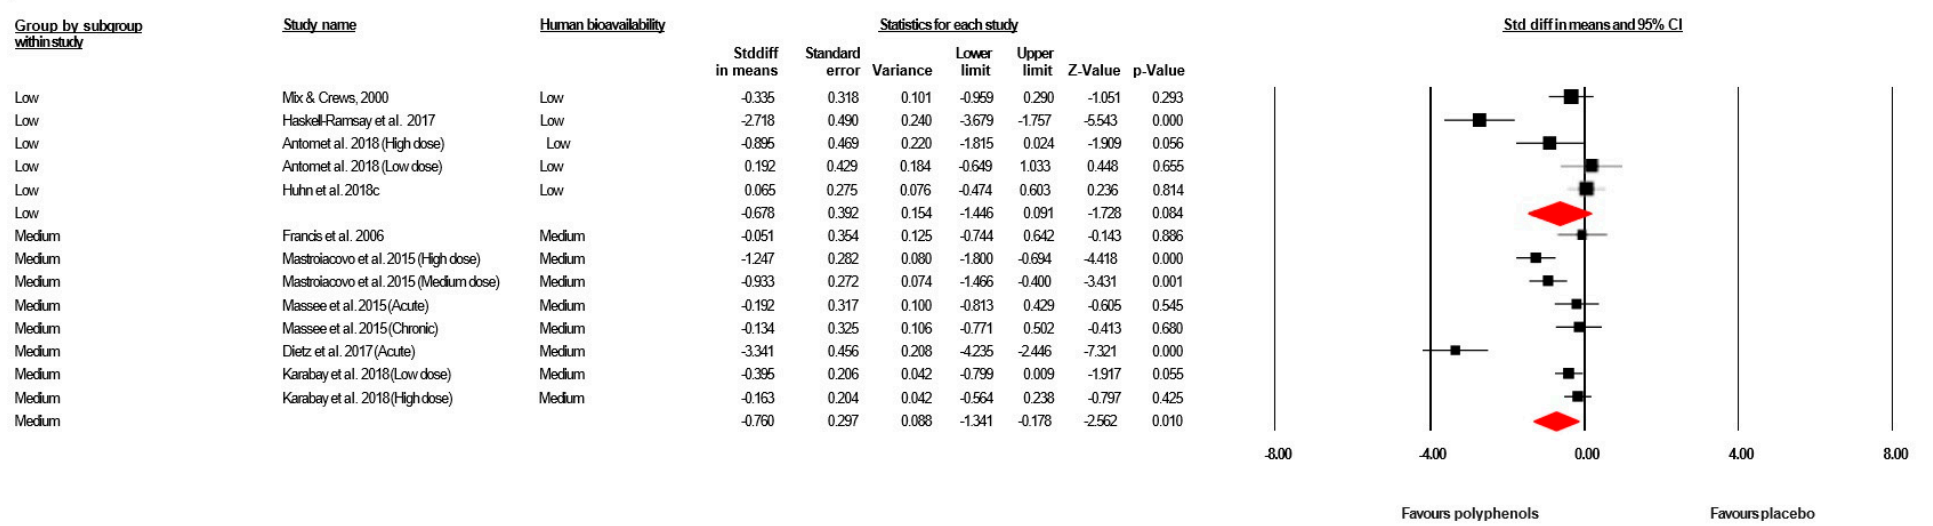 Group by subgroup within study Study name Human bioavailability Statistics for each study Std diff in means and 95% CI
Std diff in means Standard error Variance Lower limit Upper limit Z-Value p-Value
Low Mix & Crews, 2000 Low -0.335 0.318 0.101 -0.959 0.290 -1.051 0.293
Low Haskell-Ramsay et al. 2017 Low -2.718 0.490 0.240 -3.679 -1.757 -5.543 0.000
Low Antomet al. 2018 (High dose) Low -0.895 0.469 0.220 -1.815 0.024 -1.909 0.056
Low Antomet al. 2018 (Low dose) Low 0.192 0.429 0.184 -0.649 1.033 0.448 0.655
Low Huhn et al. 2018c Low 0.065 0.275 0.076 -0.474 0.603 0.236 0.814
Low -0.678 0.392 0.154 -1.446 0.091 -1.728 0.084
Medium Francis et al. 2006 Medium -0.051 0.354 0.125 -0.744 0.642 -0.143 0.886
Medium Mastroiacovo et al. 2015 (High dose) Medium -1.247 0.282 0.080 -1.800 -0.694 -4.418 0.000
Medium Mastroiacovo et al. 2015 (Medium dose) Medium -0.933 0.272 0.074 -1.466 -0.400 -3.431 0.001
Medium Massee et al. 2015 (Acute) Medium -0.192 0.317 0.100 -0.813 0.429 -0.605 0.545
Medium Massee et al. 2015 (Chronic) Medium -0.134 0.325 0.106 -0.771 0.502 -0.413 0.680
Medium Dietz et al. 2017 (Acute) Medium -3.341 0.456 0.208 -4.235 -2.446 -7.321 0.000
Medium Karabay et al. 2018 (Low dose) Medium -0.395 0.206 0.042 -0.799 0.009 -1.917 0.055
Medium Karabay et al. 2018 (High dose) Medium -0.163 0.204 0.042 -0.564 0.238 -0.797 0.425
Medium -0.760 0.297 0.088 -1.341 -0.178 -2.562 0.010
-8.00 -4.00 0.00 4.00 8.00
Favours polyphenols Favours placebo